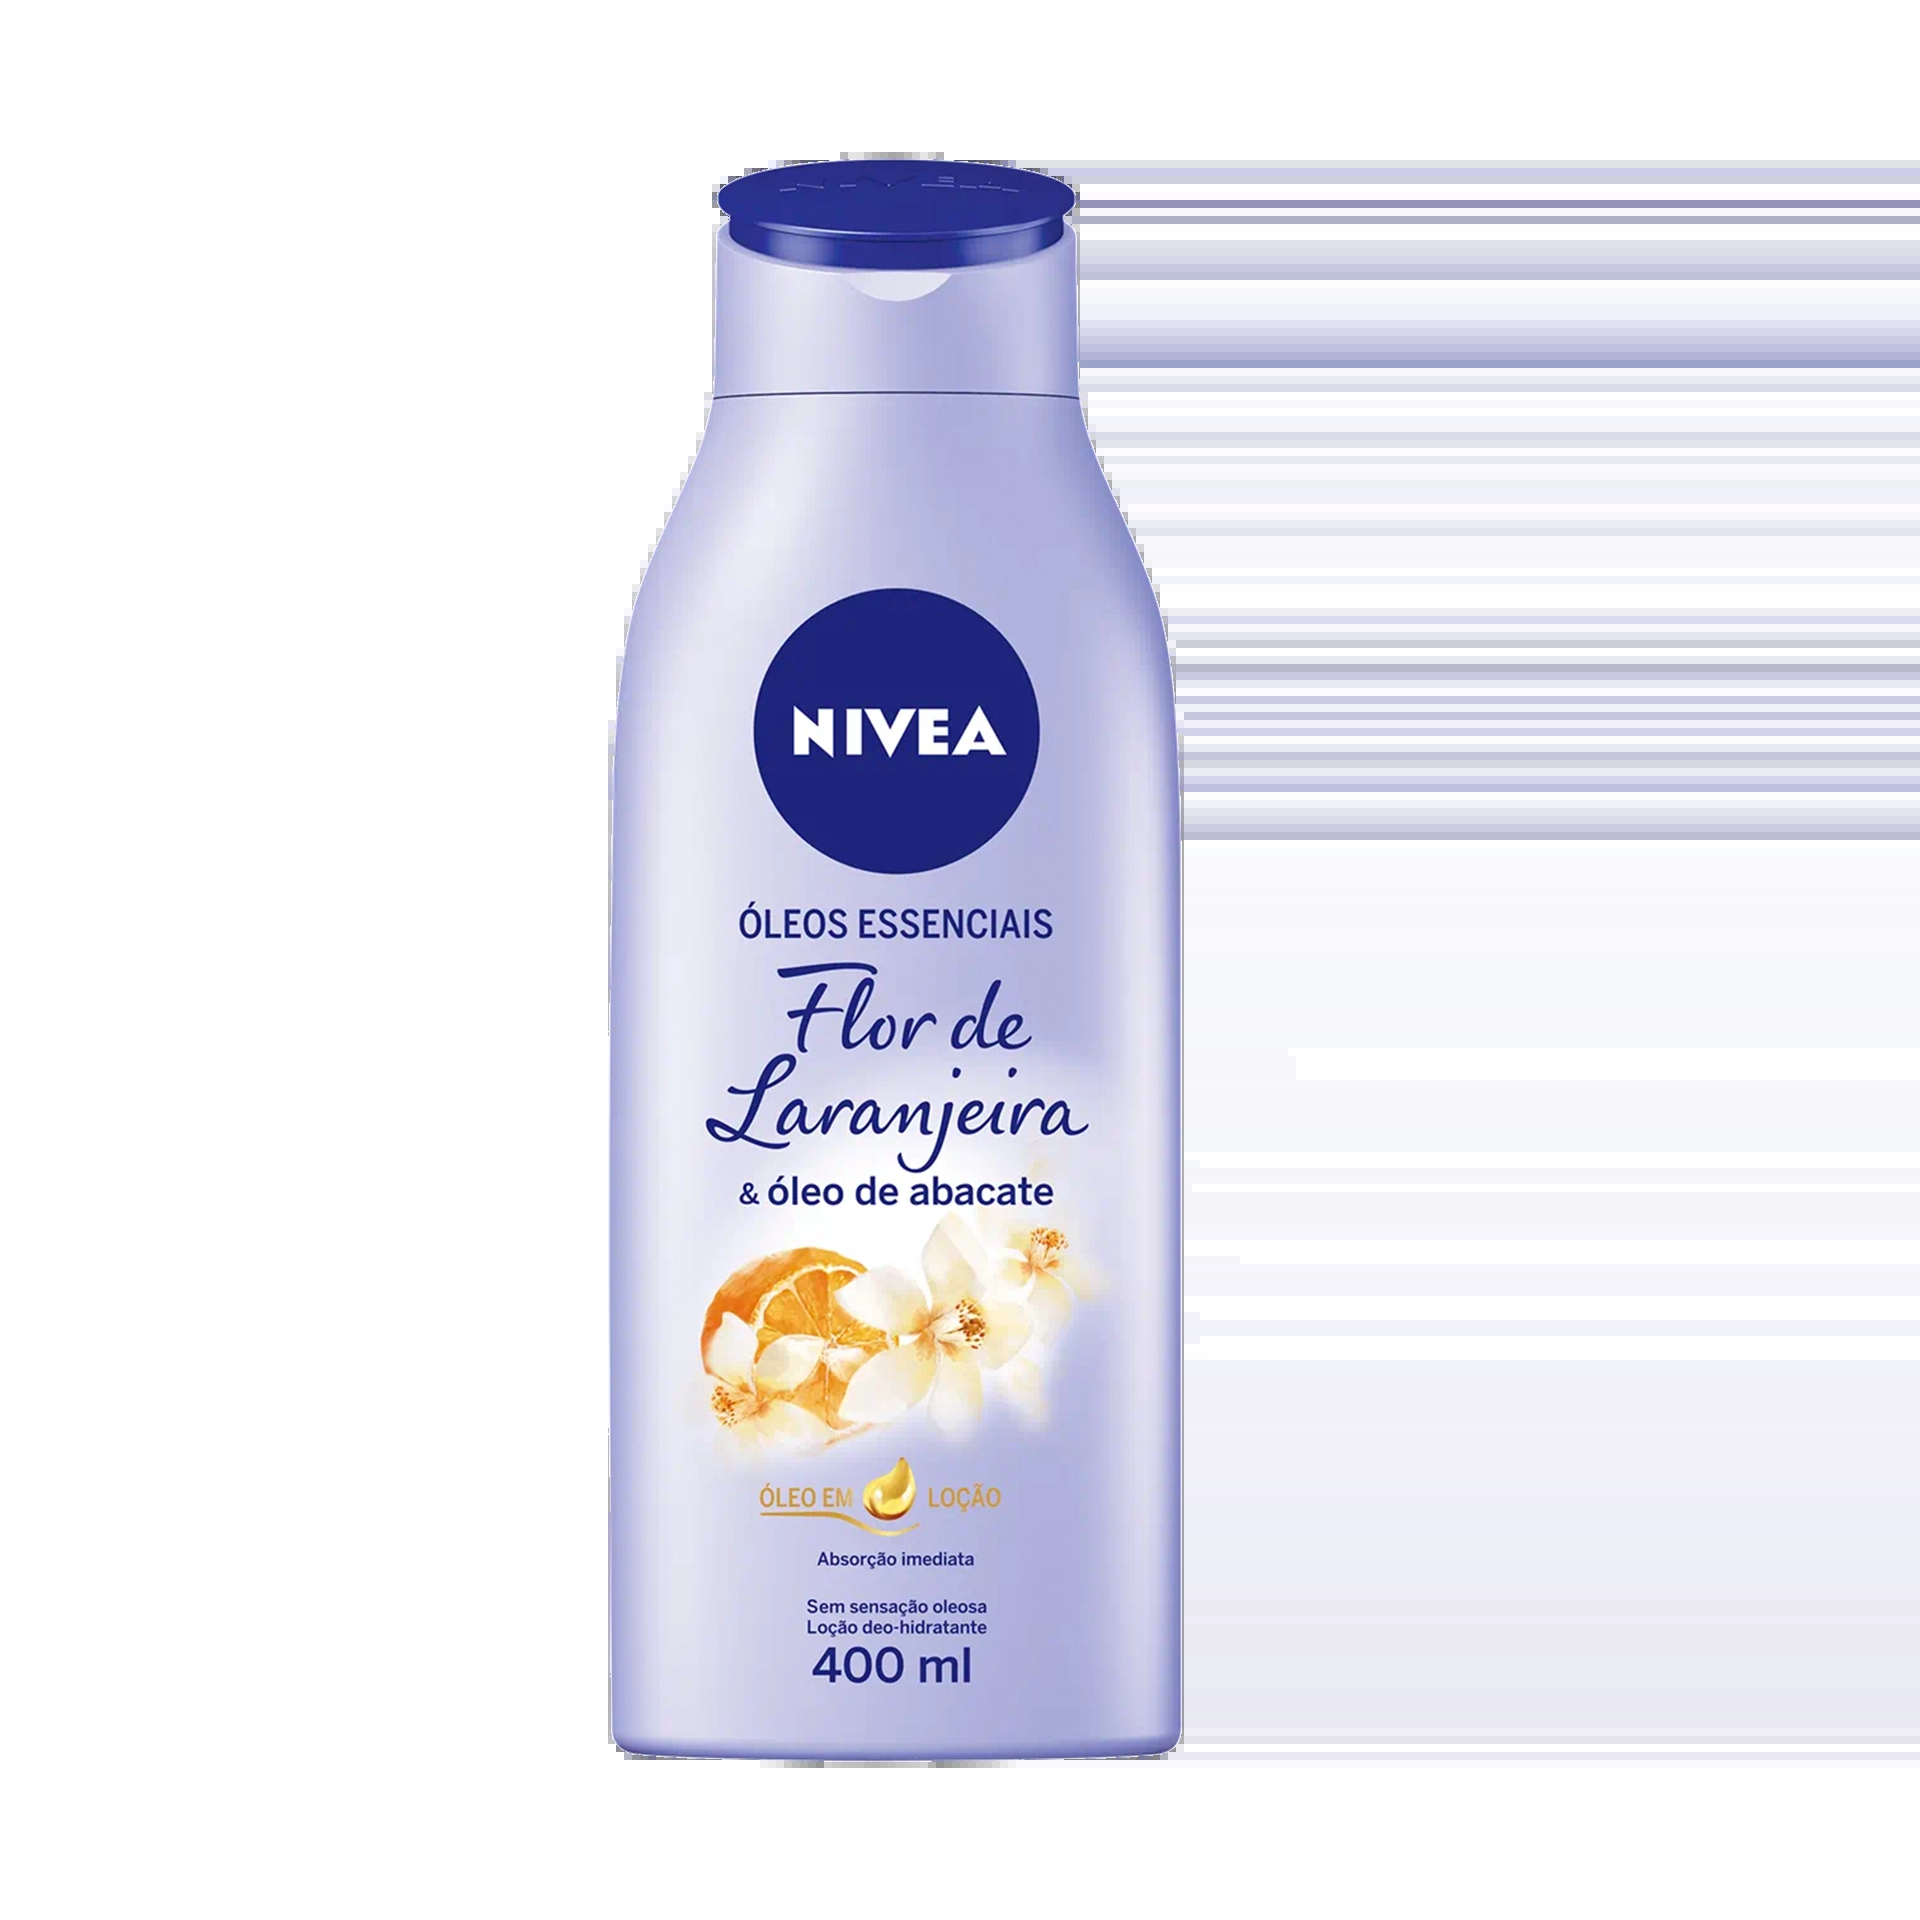 NIVEA
NIVEA
ÓLEOS ESSENCIAIS
Flor de
Laranjeira
& óleo de abacate
ÓLEO EM LOÇÃO
Absorção imediata
Sem sensação oleosa
Loção deo-hidratante
400 ml